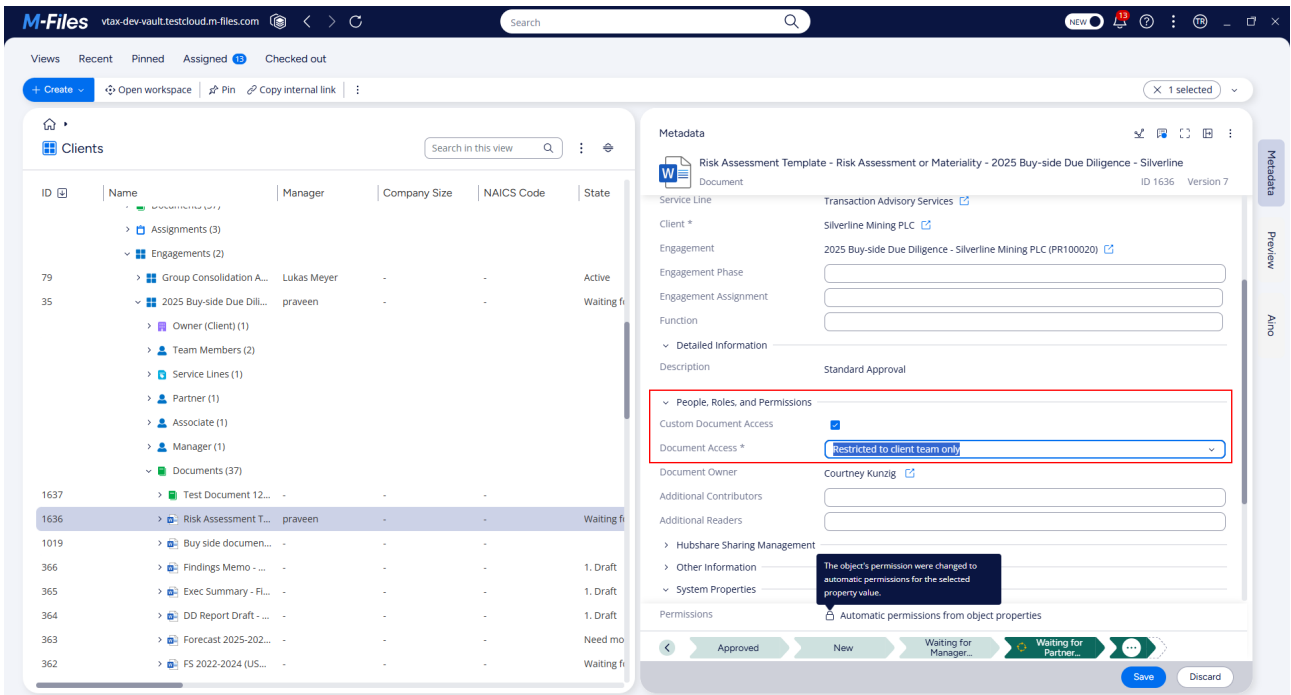 M-Files vtax-dev-vault.testcloud.m-files.com Search NEW 13 TR
Views Recent Pinned Assigned 13 Checked out
+ Create Open workspace Pin Copy internal link 1 selected
Clients
Search in this view
ID Name Manager Company Size NAICS Code State
Documents (37)
Assignments (3)
Engagements (2)
79 Group Consolidation A... Lukas Meyer - - Active
35 2025 Buy-side Due Dili... praveen - - Waiting fo
Owner (Client) (1)
Team Members (2)
Service Lines (1)
Partner (1)
Associate (1)
Manager (1)
Documents (37)
1637 Test Document 12... - - -
1636 Risk Assessment T... praveen - - Waiting fo
1019 Buy side documen... - - -
366 Findings Memo - ... - - - 1. Draft
365 Exec Summary - Fi... - - - 1. Draft
364 DD Report Draft - ... - - - 1. Draft
363 Forecast 2025-202... - - - Need mo
362 FS 2022-2024 (US... - - - Waiting fo
Metadata
Risk Assessment Template - Risk Assessment or Materiality - 2025 Buy-side Due Diligence - Silverline
Document ID 1636 Version 7
Service Line Transaction Advisory Services
Client * Silverline Mining PLC
Engagement 2025 Buy-side Due Diligence - Silverline Mining PLC (PR100020)
Engagement Phase
Engagement Assignment
Function
Detailed Information
Description Standard Approval
People, Roles, and Permissions
Custom Document Access
Document Access * Restricted to client team only
Document Owner Courtney Kunzig
Additional Contributors
Additional Readers
Hubshare Sharing Management
Other Information
System Properties
The object's permission were changed to
automatic permissions for the selected
property value.
Permissions Automatic permissions from object properties
Approved New Waiting for Manager... Waiting for Partner...
Save Discard
Metadata
Preview
Aino